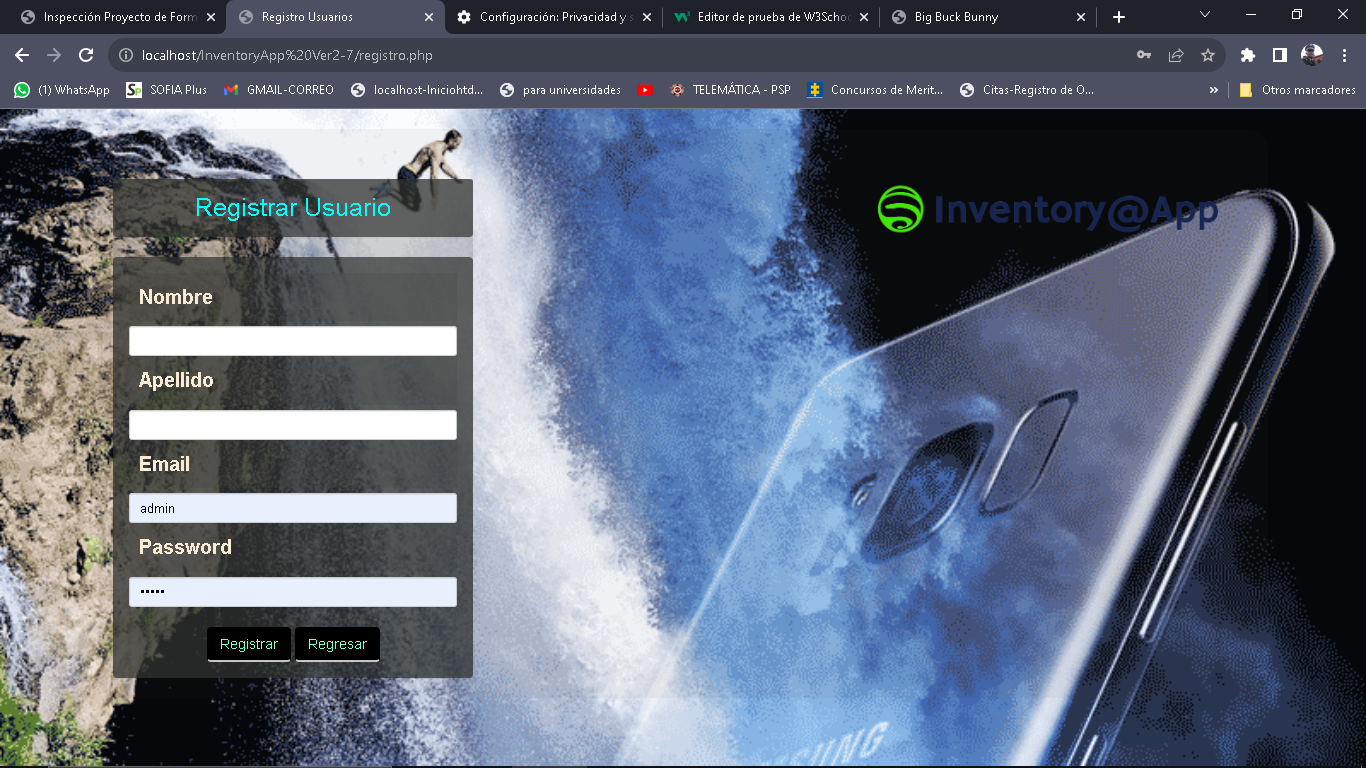 Inspección Proyecto de Form
Registro Usuarios
Configuración: Privacidad y s
Editor de prueba de W3Schoo
Big Buck Bunny
localhost/InventoryApp%20Ver2-7/registro.php
(1) WhatsApp
SOFIA Plus
GMAIL-CORREO
localhost-Iniciohtd...
para universidades
TELEMÁTICA - PSP
Concursos de Merit...
Citas-Registro de O...
»
Otros marcadores
Registrar Usuario
Inventory@App
Nombre
Apellido
Email
admin
Password
•••••
Registrar Regresar